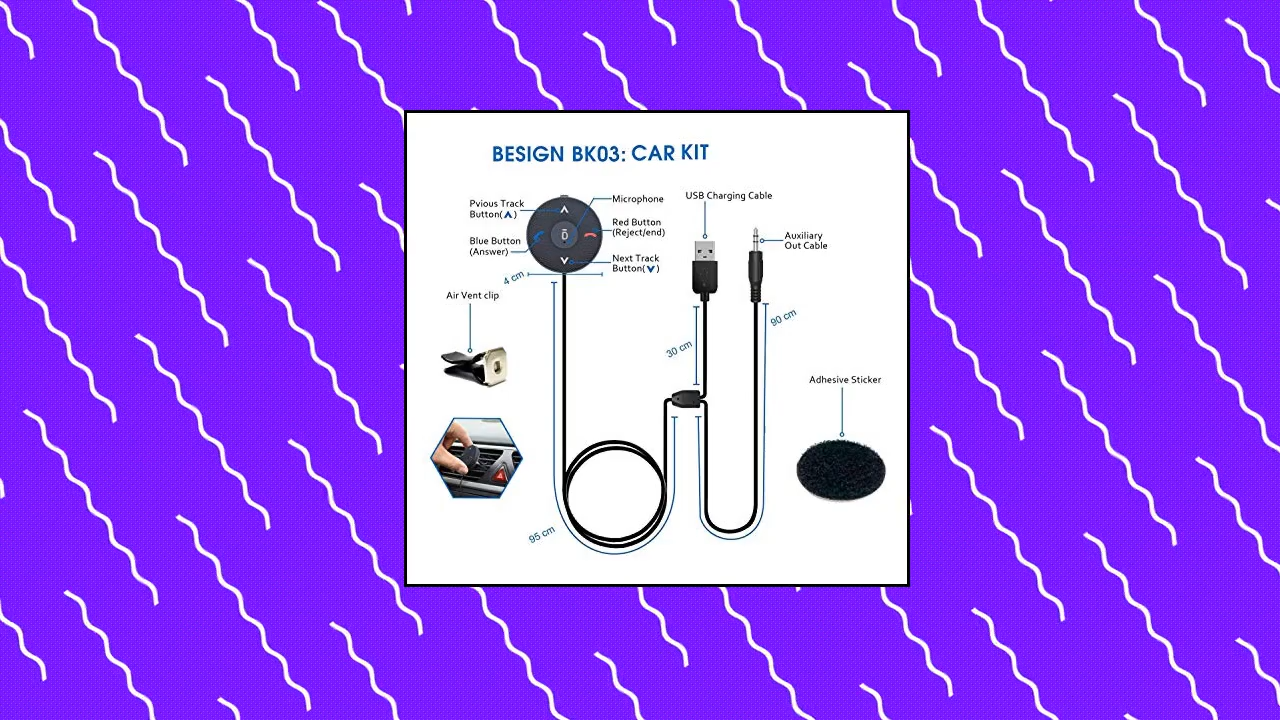 BESIGN BK03: CAR KIT
Pvious Track
Button(∧)
Microphone
Red Button
(Reject/end)
Blue Button
(Answer)
Next Track
Button(∨)
4 cm
USB Charging Cable
Auxiliary
Out Cable
Air Vent clip
30 cm
90 cm
Adhesive Sticker
95 cm